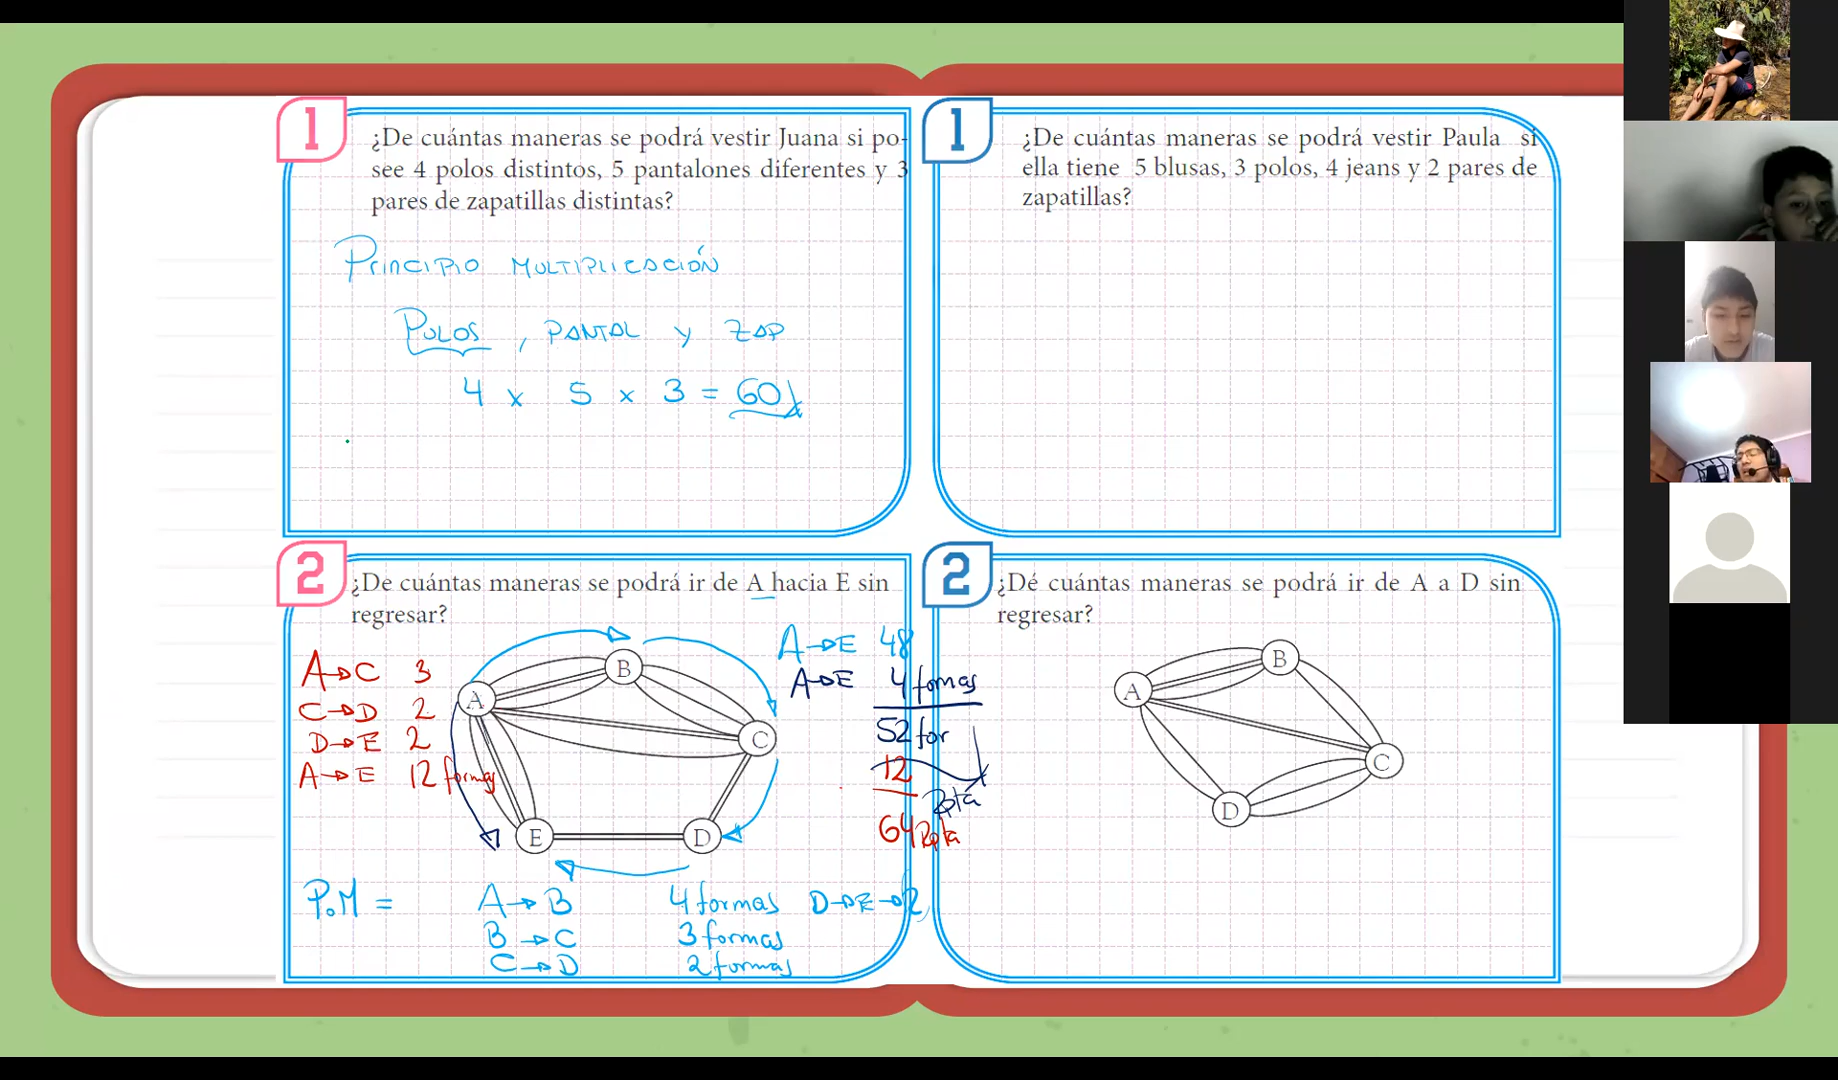 1
¿De cuántas maneras se podrá vestir Juana si po-
see 4 polos distintos, 5 pantalones diferentes y 3
pares de zapatillas distintas?
Principio Multiplicación
Polos, Pantal y Zap
4 x 5 x 3 = 60
1
¿De cuántas maneras se podrá vestir Paula si
ella tiene 5 blusas, 3 polos, 4 jeans y 2 pares de
zapatillas?
2
¿De cuántas maneras se podrá ir de A hacia E sin
regresar?
A→C 3
C→D 2
D→E 2
A→E 12 formas
A
B
C
E
D
A→E 48
A→E 4 formas
52 for
12
Rpta
64 Rpta
P.M =
A→B 4 formas D→E→2
B→C 3 formas
C→D 2 formas
2
¿Dé cuántas maneras se podrá ir de A a D sin
regresar?
B
A
C
D